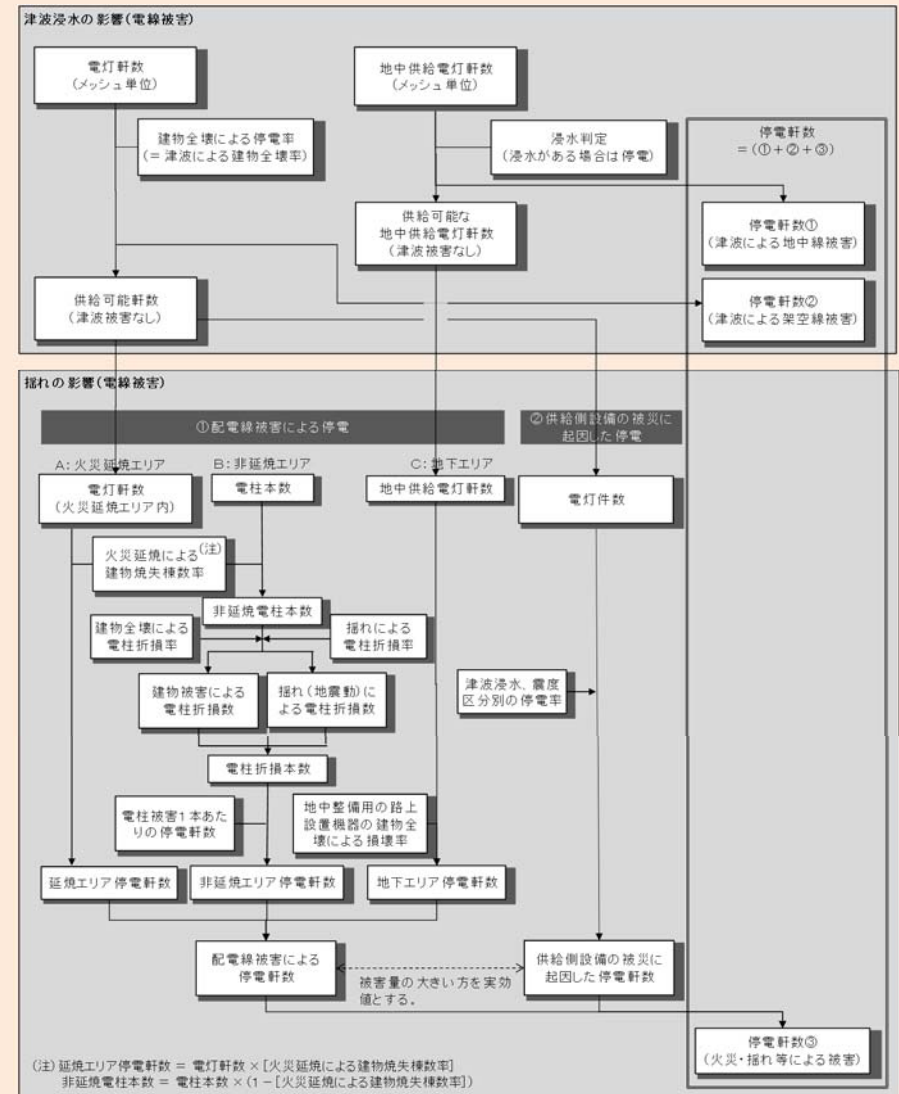 津波浸水の影響(電線被害)
電灯軒数
(メッシュ単位)
地中供給電灯軒数
(メッシュ単位)
建物全壊による停電率
(= 津波による建物全壊率)
浸水判定
(浸水がある場合は停電)
停電軒数
=(①+②+③)
供給可能な
地中供給電灯軒数
(津波被害なし)
停電軒数①
(津波による地中線被害)
供給可能軒数
(津波被害なし)
停電軒数②
(津波による架空線被害)
揺れの影響(電線被害)
①配電線被害による停電
②供給側設備の被災に
起因した停電
A: 火災延焼エリア
B: 非延焼エリア
C: 地下エリア
電灯軒数
(火災延焼エリア内)
電柱本数
地中供給電灯軒数
電灯件数
火災延焼による(注)
建物焼失棟数率
非延焼電柱本数
建物全壊による
電柱折損率
揺れによる
電柱折損率
建物被害による
電柱折損数
揺れ(地震動)に
よる電柱折損数
津波浸水、震度
区分別の停電率
電柱折損本数
電柱被害1本あた
りの停電軒数
地中整備用の路上
設置機器の建物全
壊による損壊率
延焼エリア停電軒数
非延焼エリア停電軒数
地下エリア停電軒数
配電線被害による
停電軒数
被害量の大きい方を実効
値とする。
供給側設備の被災に
起因した停電軒数
停電軒数③
(火災・揺れ等による被害)
(注) 延焼エリア停電軒数 = 電灯軒数 ×[火災延焼による建物焼失棟数率]
非延焼電柱本数 = 電柱本数 ×(1-[火災延焼による建物焼失棟数率])